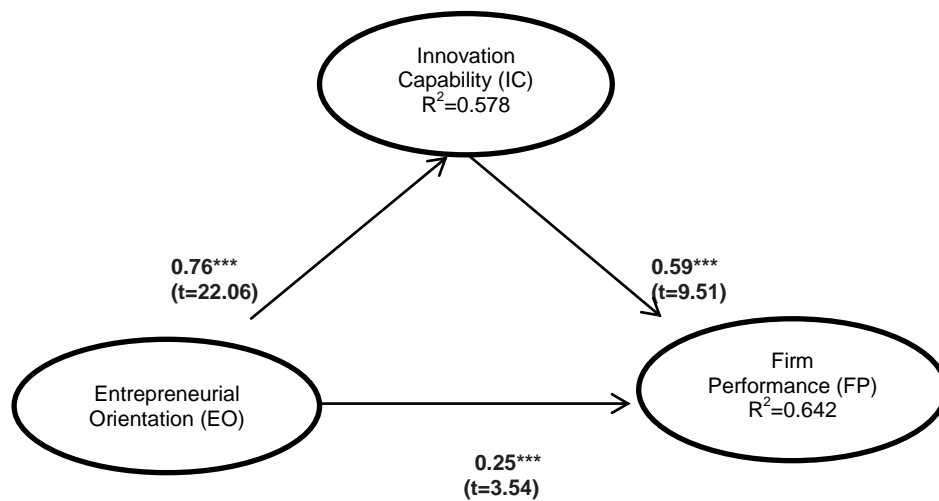 Innovation
Capability (IC)
R²=0.578
0.76***
(t=22.06)
0.59***
(t=9.51)
Entrepreneurial
Orientation (EO)
Firm
Performance (FP)
R²=0.642
0.25***
(t=3.54)